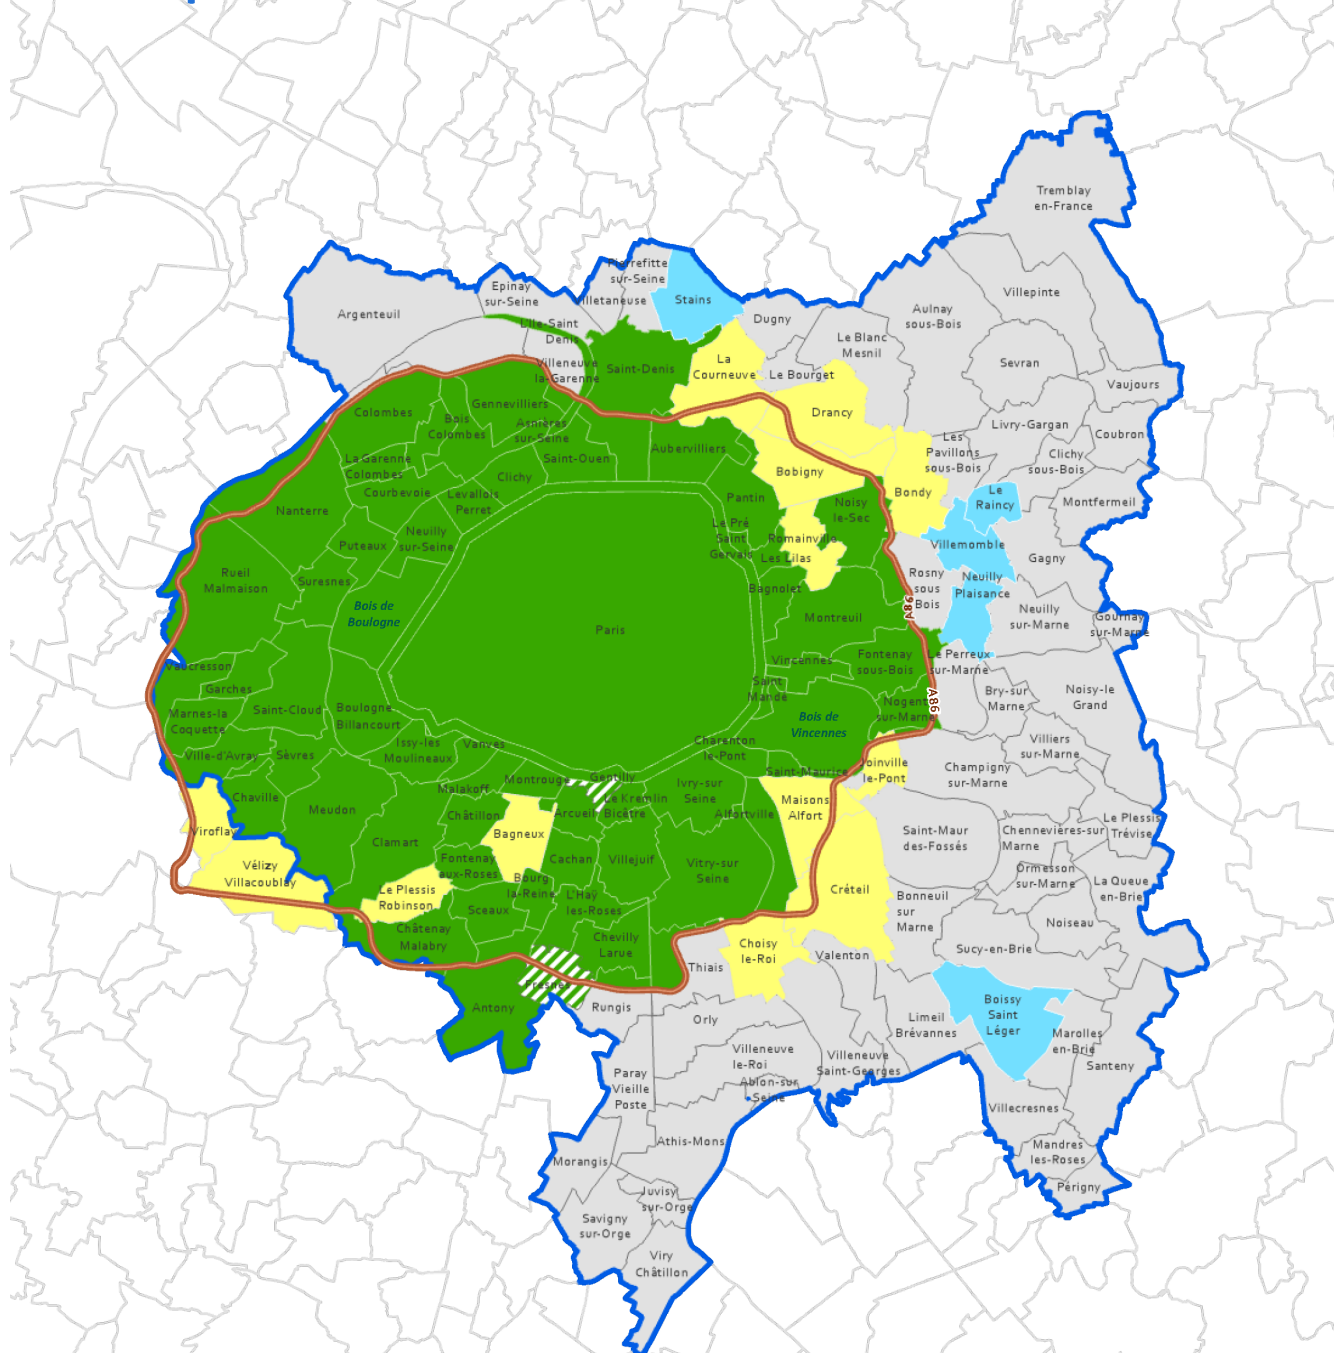 Tremblay
en-France
Epinay
sur-Seine
Pierrefitte
sur-Seine
Villetaneuse
Stains
Villepinte
Argenteuil
L'Ile-Saint
Denis
Dugny
Aulnay
sous-Bois
Le Blanc
Mesnil
Villeneuve
la-Garenne
Saint-Denis
La
Courneuve
Le Bourget
Sevran
Vaujours
Colombes
Gennevilliers
Bois
Colombes
Asnières
sur-Seine
Drancy
Livry-Gargan
Coubron
Les
Pavillons
sous-Bois
Clichy
sous-Bois
La Garenne
Colombes
Saint-Ouen
Aubervilliers
Bobigny
Clichy
Courbevoie
Levallois
Perret
Pantin
Noisy
le-Sec
Bondy
Le
Raincy
Montfermeil
Nanterre
Neuilly
sur-Seine
Puteaux
Le Pré
Saint
Gervais
Romainville
Les Lilas
Villemomble
Gagny
Rueil
Malmaison
Suresnes
Bagnolet
Rosny
sous
Bois
Neuilly
Plaisance
Neuilly
sur-Marne
Gournay
sur-Marne
Bois de
Boulogne
Paris
Montreuil
A86
Vaucresson
Garches
Vincennes
Fontenay
sous-Bois
Le Perreux
sur-Marne
Saint
Mandé
Bry-sur
Marne
Noisy-le
Grand
Marnes-la
Coquette
Saint-Cloud
Boulogne
Billancourt
Bois de
Vincennes
Nogent
sur-Marne
A86
Ville-d'Avray
Sèvres
Issy-les
Moulineaux
Vanves
Charenton
le-Pont
Villiers
sur-Marne
Saint-Maurice
Joinville
le-Pont
Champigny
sur-Marne
Chaville
Meudon
Malakoff
Montrouge
Gentilly
Ivry-sur
Seine
Le Kremlin
Bicêtre
Maisons
Alfort
Viroflay
Châtillon
Arcueil
Alfortville
Bagneux
Saint-Maur
des-Fossés
Chennevières-sur
Marne
Le Plessis
Trévise
Clamart
Vélizy
Villacoublay
Fontenay
aux-Roses
Cachan
Villejuif
Vitry-sur
Seine
Ormesson
sur-Marne
La Queue
en-Brie
Le Plessis
Robinson
Bourg
la-Reine
L'Haÿ
les-Roses
Créteil
Bonneuil
sur
Marne
Sceaux
Noiseau
Châtenay
Malabry
Chevilly
Larue
Choisy
le-Roi
Sucy-en-Brie
Thiais
Valenton
Fresnes
Antony
Rungis
Orly
Boissy
Saint
Léger
Limeil
Brévannes
Marolles
en-Brie
Villeneuve
le-Roi
Villeneuve
Saint-Georges
Santeny
Paray
Vieille
Poste
Ablon-sur
Seine
Villecresnes
Athis-Mons
Mandres
les-Roses
Morangis
Périgny
Juvisy
sur-Orge
Savigny
sur-Orge
Viry
Châtillon